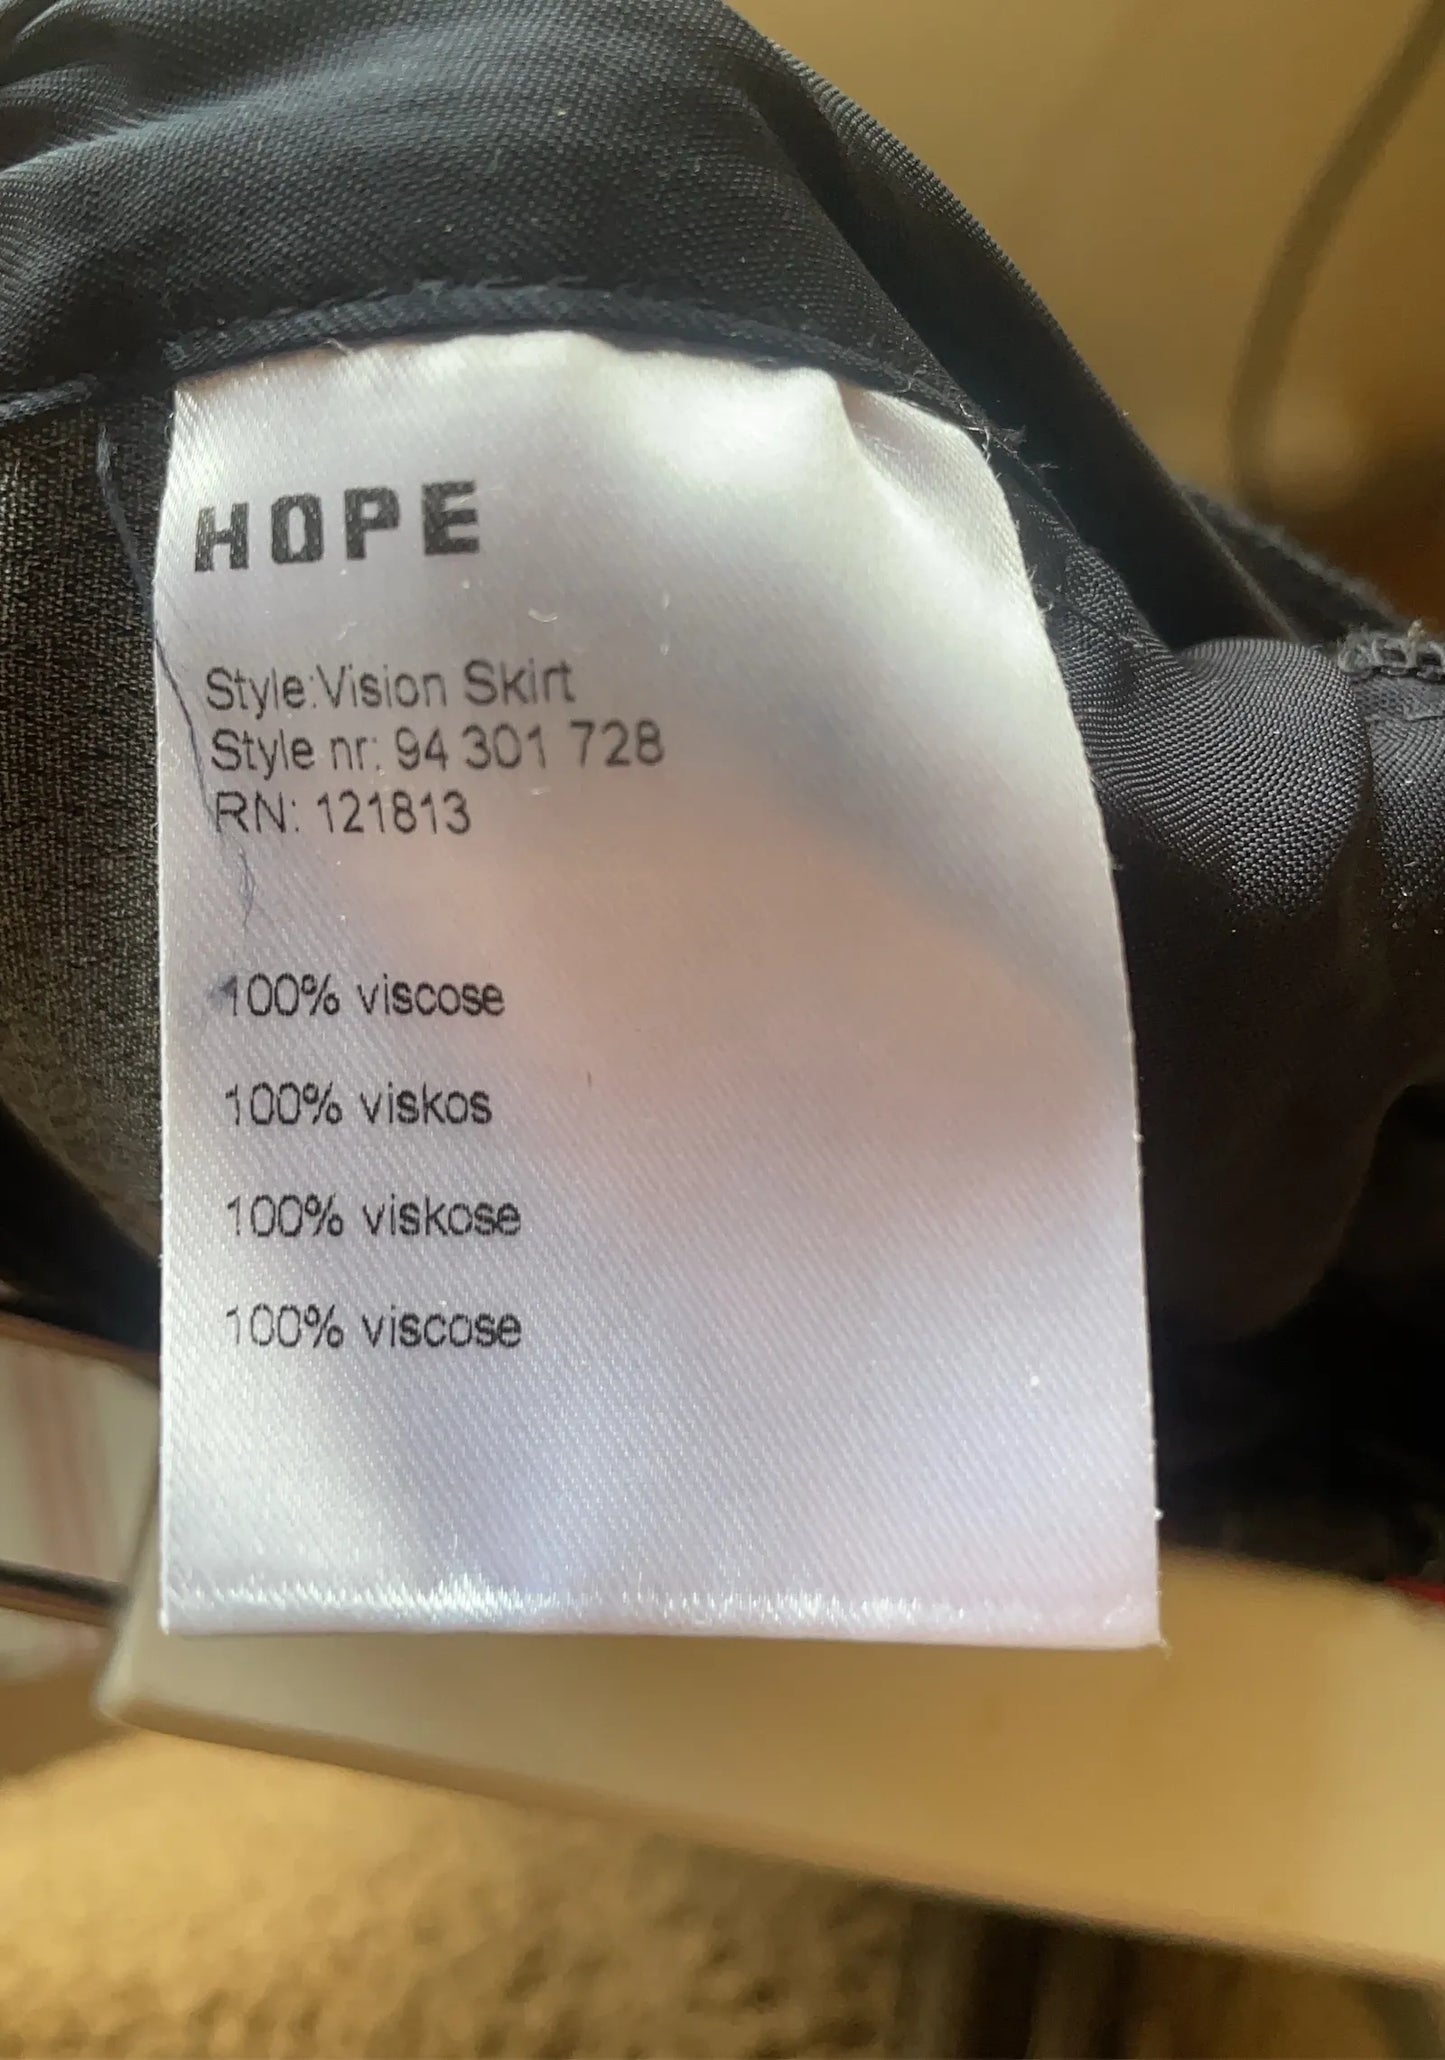 HOPE
Style:Vision Skirt
Style nr: 94 301 728
RN: 121813
100% viscose
100% viskos
100% viskose
100% viscose